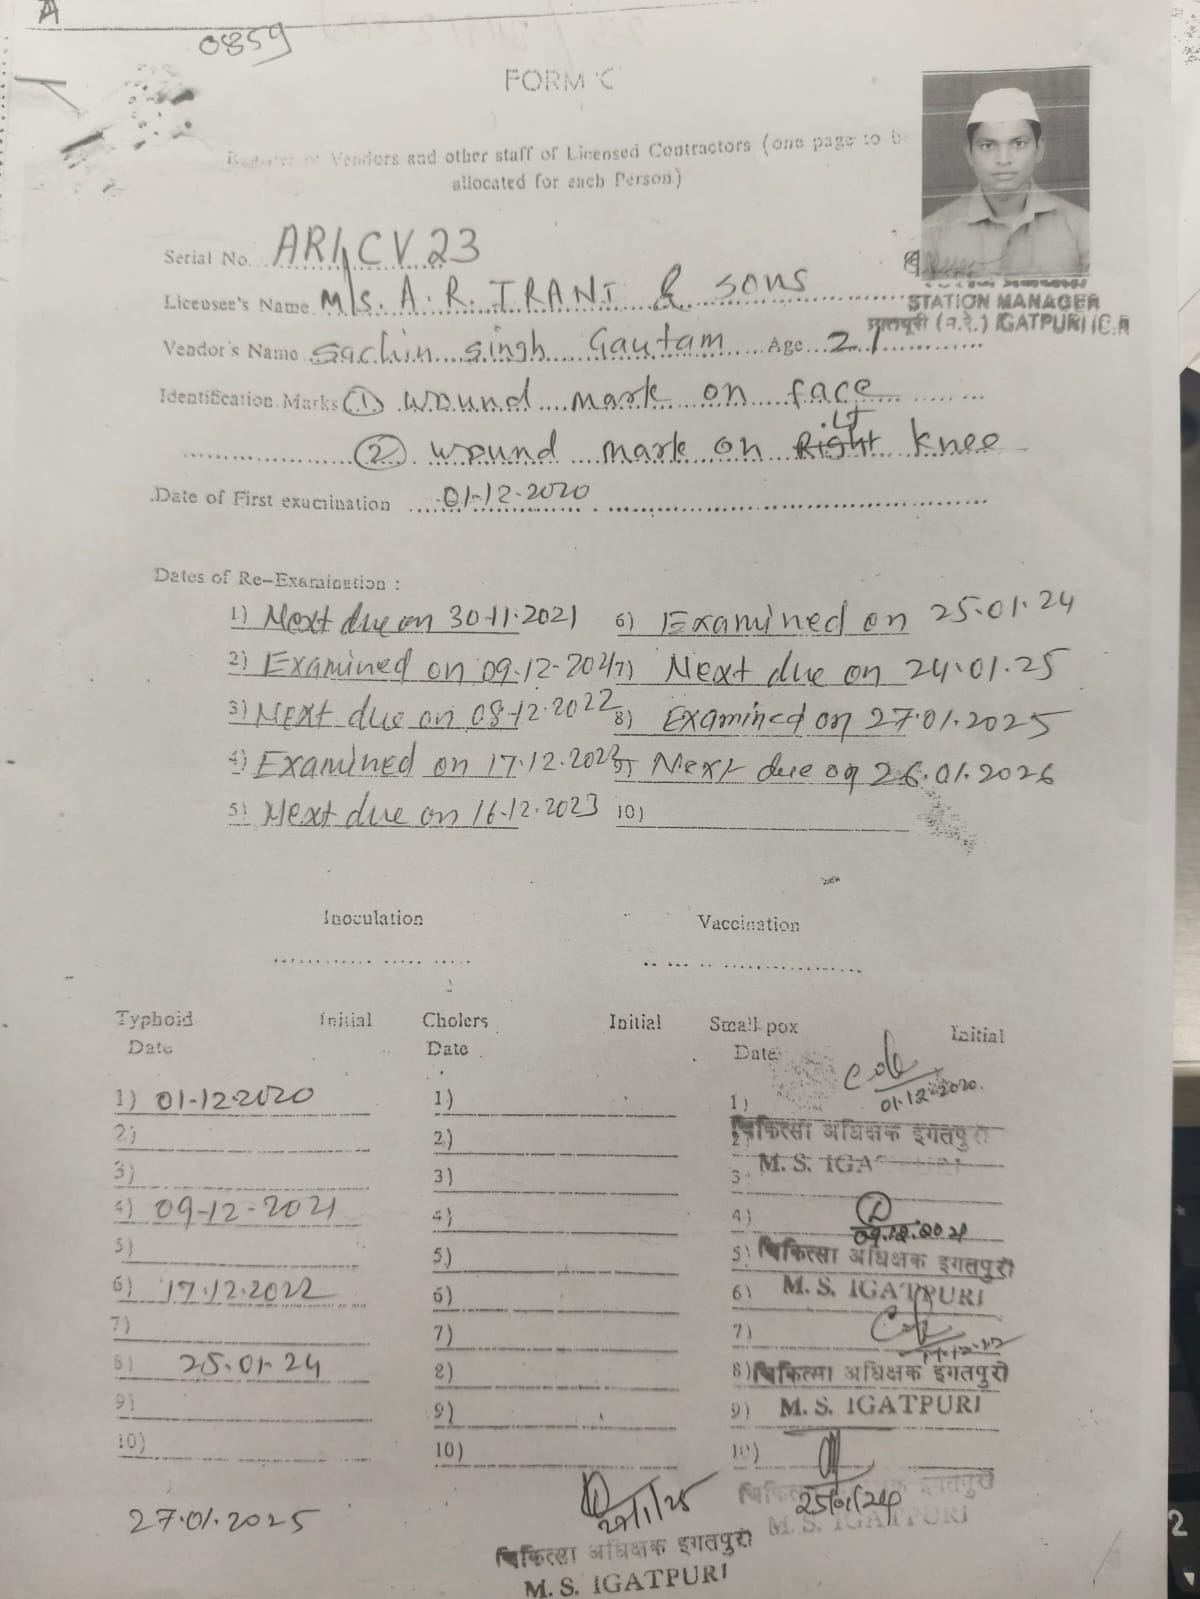 A
0859
FORM 'C'
Register of Vendors and other staff of Licensed Contractors (one page to be
allocated for each Person.)
Serial No. ARI/CV 23
Licensee's Name M/s. A. R. IRANI & SONS
STATION MANAGER
इगतपुरी (म.रे.) IGATPURI (C.R
Vendor's Name Sachin Singh Gautam Age 21
Identification Marks (1) wound mark on face
(2) wound mark on Right Lt knee
Date of First examination 01-12-2020
Dates of Re-Examination :
1) Next due on 30.11.2021 6) Examined on 25.01.24
2) Examined on 09.12.2021 7) Next due on 24.01.25
3) Next due on 08.12.2022 8) Examined on 27.01.2025
4) Examined on 17.12.2022 9) Next due on 26.01.2026
5) Next due on 16.12.2023 10)
Inoculation Vaccination
Typhoid Initial Cholers Initial Small-pox Initial
Date Date Date
01.12.2020.
1) 01-12-2020 1) 1)
2) 2) 2) चिकित्सा अधिक्षक इगतपुरी
3) 3) 3) M. S. IGATPURI
4) 09-12-2021 4) 4) 09.12.2021
5) 5) 5) चिकित्सा अधिक्षक इगतपुरी
6) 17.12.2022 6) 6) M. S. IGATPURI
7) 7) 7) 17.12.22
8) 25.01.24 8) 8) चिकित्सा अधिक्षक इगतपुरी
9) 9) 9) M. S. IGATPURI
10) 10) 10)
25/01/24
चिकित्सा अधिक्षक इगतपुरी
M. S. IGATPURI
27.01.2025 27/1/25
चिकित्सा अधिक्षक इगतपुरी
M. S. IGATPURI
2